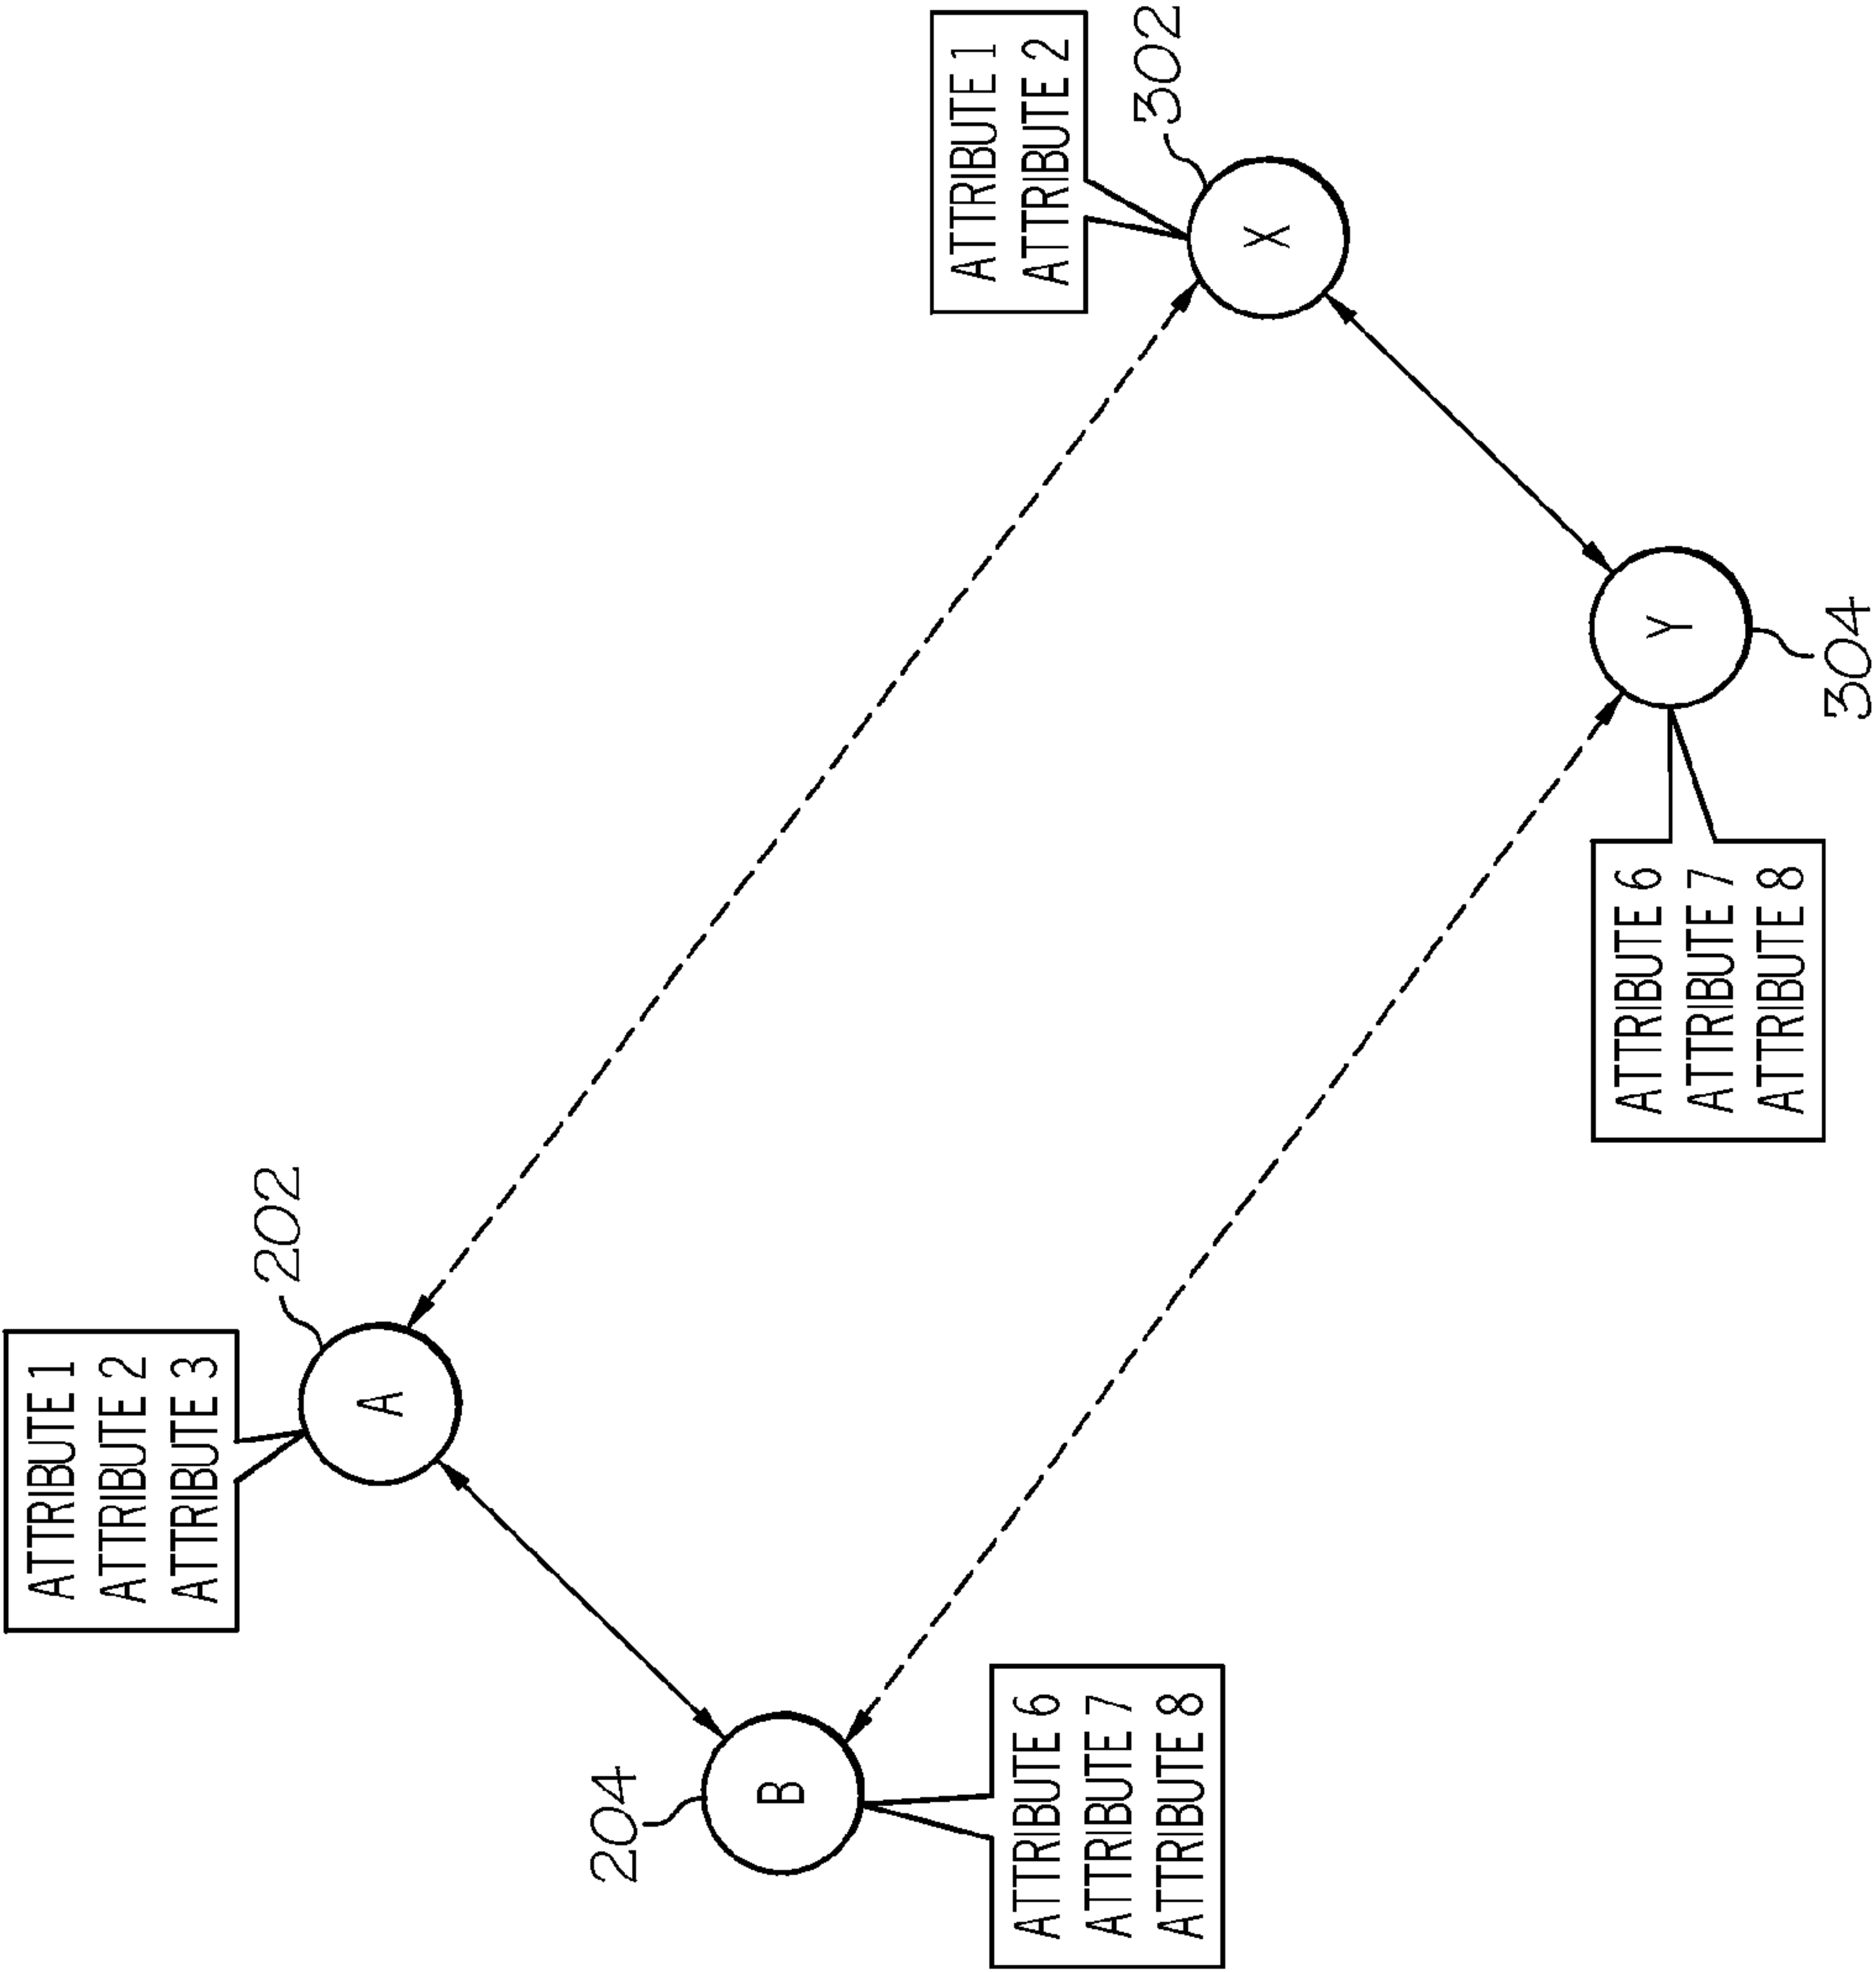 ATTRIBUTE 1
ATTRIBUTE 2
ATTRIBUTE 3
202
A
204
B
ATTRIBUTE 6
ATTRIBUTE 7
ATTRIBUTE 8
ATTRIBUTE 1
ATTRIBUTE 2
302
X
Y
304
ATTRIBUTE 6
ATTRIBUTE 7
ATTRIBUTE 8